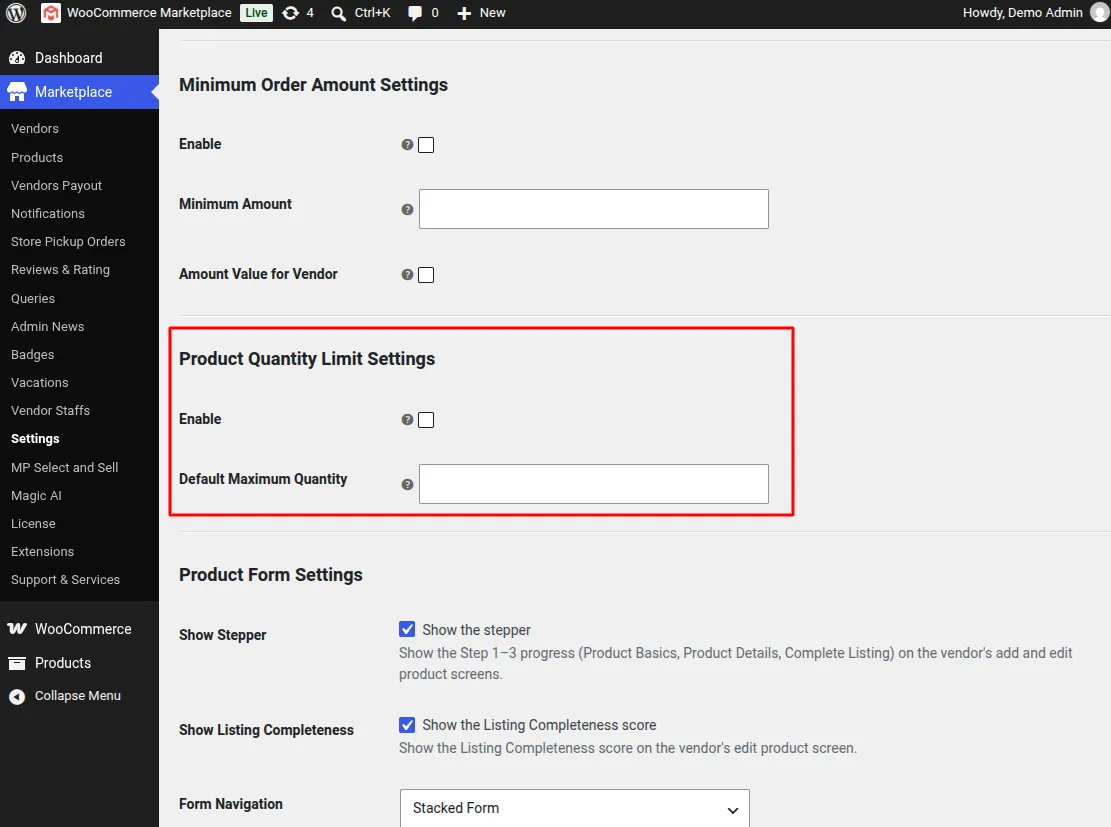 WooCommerce Marketplace Live 4 Ctrl+K 0 New Howdy, Demo Admin
Dashboard
Marketplace
Vendors
Products
Vendors Payout
Notifications
Store Pickup Orders
Reviews & Rating
Queries
Admin News
Badges
Vacations
Vendor Staffs
Settings
MP Select and Sell
Magic AI
License
Extensions
Support & Services
WooCommerce
Products
Collapse Menu
Minimum Order Amount Settings
Enable
Minimum Amount
Amount Value for Vendor
Product Quantity Limit Settings
Enable
Default Maximum Quantity
Product Form Settings
Show Stepper
Show the stepper
Show the Step 1–3 progress (Product Basics, Product Details, Complete Listing) on the vendor's add and edit
product screens.
Show Listing Completeness
Show the Listing Completeness score
Show the Listing Completeness score on the vendor's edit product screen.
Form Navigation
Stacked Form